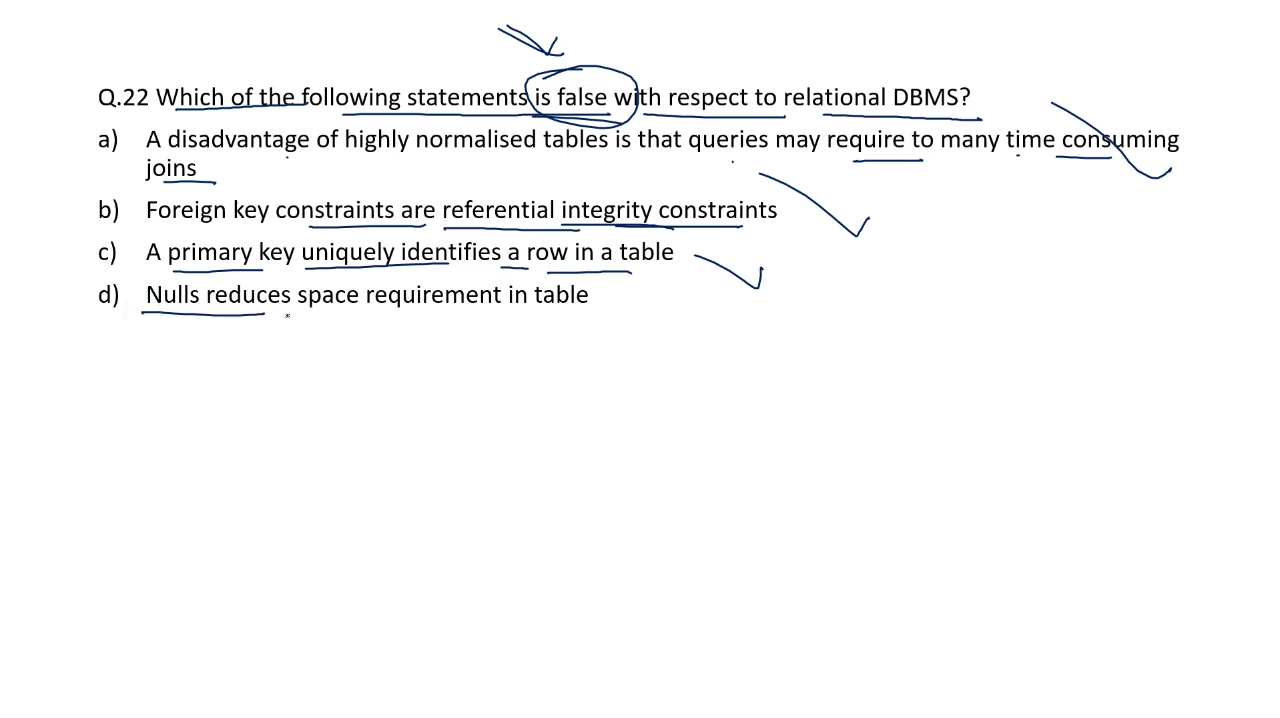 Q.22 Which of the following statements is false with respect to relational DBMS?
a) A disadvantage of highly normalised tables is that queries may require to many time consuming
joins
b) Foreign key constraints are referential integrity constraints
c) A primary key uniquely identifies a row in a table
d) Nulls reduces space requirement in table